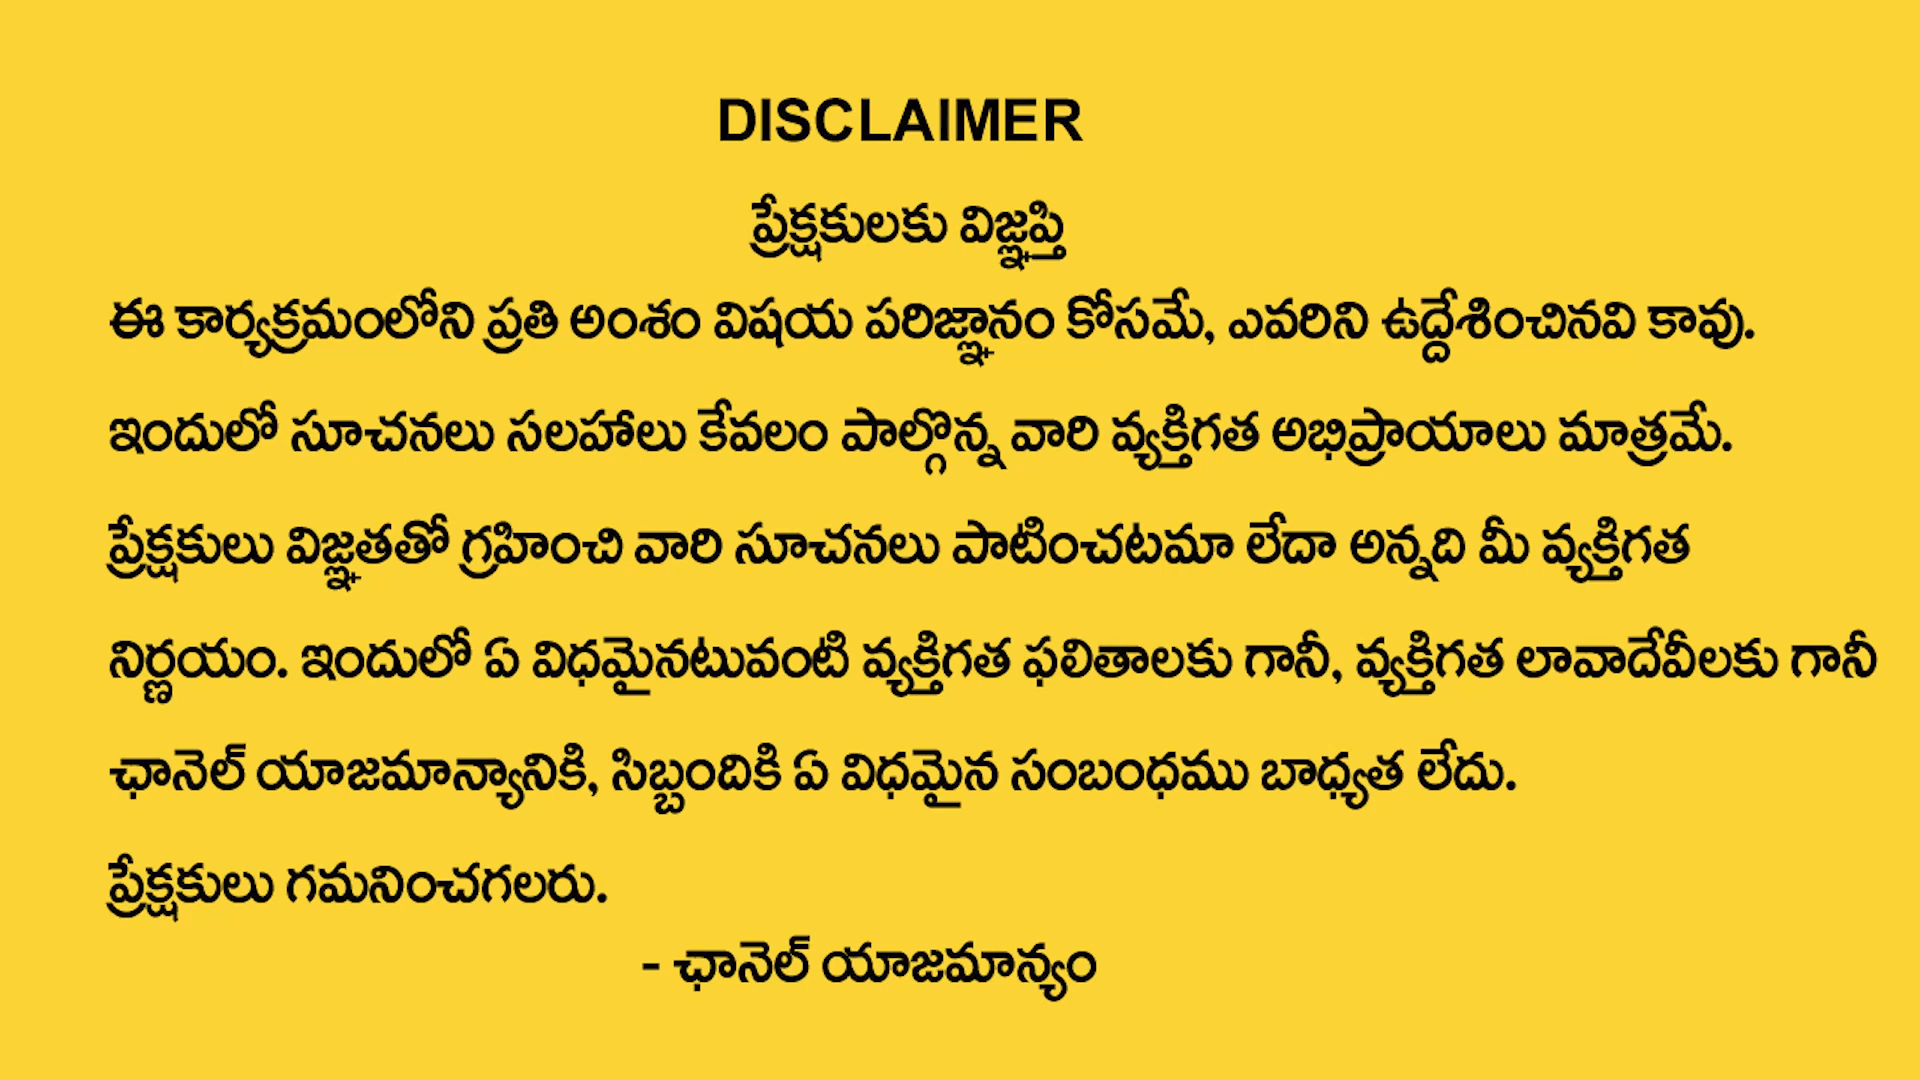 DISCLAIMER
ప్రేక్షకులకు విజ్ఞప్తి
ఈ కార్యక్రమంలోని ప్రతి అంశం విషయ పరిజ్ఞానం కోసమే, ఎవరిని ఉద్దేశించినవి కావు.
ఇందులో సూచనలు సలహాలు కేవలం పాల్గొన్న వారి వ్యక్తిగత అభిప్రాయాలు మాత్రమే.
ప్రేక్షకులు విజ్ఞతతో గ్రహించి వారి సూచనలు పాటించటమా లేదా అన్నది మీ వ్యక్తిగత
నిర్ణయం. ఇందులో ఏ విధమైనటువంటి వ్యక్తిగత ఫలితాలకు గానీ, వ్యక్తిగత లావాదేవీలకు గానీ
ఛానెల్ యాజమాన్యానికి, సిబ్బందికి ఏ విధమైన సంబంధము బాధ్యత లేదు.
ప్రేక్షకులు గమనించగలరు.
- ఛానెల్ యాజమాన్యం